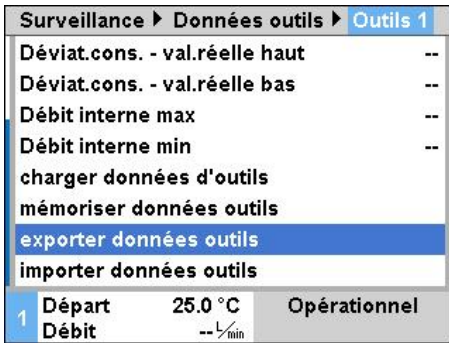 Surveillance ▶ Données outils ▶ Outils 1
Déviat.cons. - val.réelle haut --
Déviat.cons. - val.réelle bas --
Débit interne max --
Débit interne min --
charger données d'outils
mémoriser données outils
exporter données outils
importer données outils
1 Départ 25.0 °C Opérationnel
Débit -- L/min